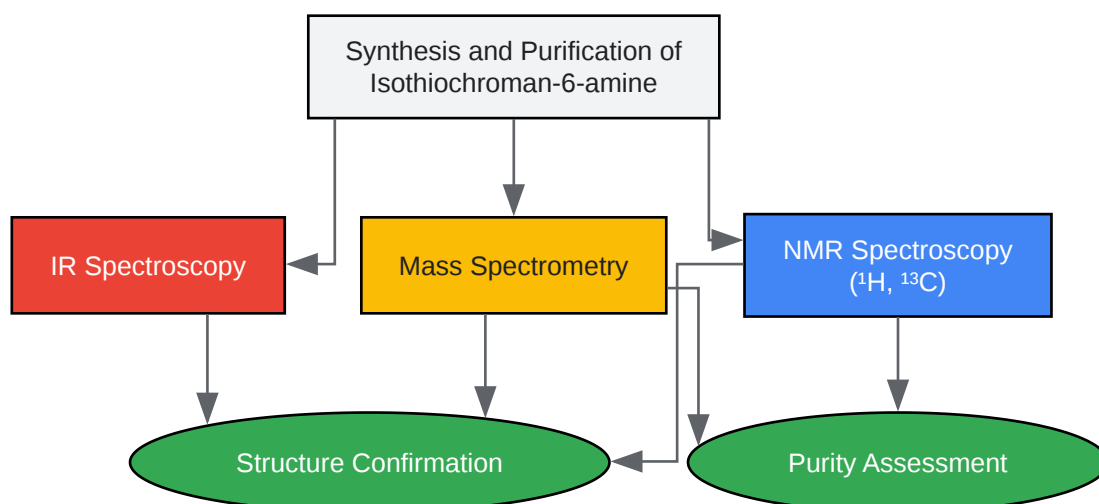 Synthesis and Purification of
Isothiochroman-6-amine
IR Spectroscopy
Mass Spectrometry
NMR Spectroscopy
(¹H, ¹³C)
Structure Confirmation
Purity Assessment